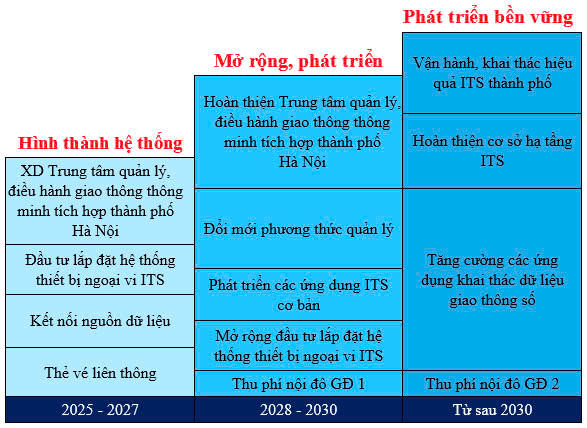 Hình thành hệ thống
XD Trung tâm quản lý,
điều hành giao thông thông
minh tích hợp thành phố
Hà Nội
Đầu tư lắp đặt hệ thống
thiết bị ngoại vi ITS
Kết nối nguồn dữ liệu
Thẻ vé liên thông
2025 - 2027
Mở rộng, phát triển
Hoàn thiện Trung tâm quản lý,
điều hành giao thông thông
minh tích hợp thành phố
Hà Nội
Đổi mới phương thức quản lý
Phát triển các ứng dụng ITS
cơ bản
Mở rộng đầu tư lắp đặt hệ
thống thiết bị ngoại vi ITS
Thu phí nội đô GĐ 1
2028 - 2030
Phát triển bền vững
Vận hành, khai thác hiệu
quả ITS thành phố
Hoàn thiện cơ sở hạ tầng
ITS
Tăng cường các ứng
dụng khai thác dữ liệu
giao thông số
Thu phí nội đô GĐ 2
Từ sau 2030